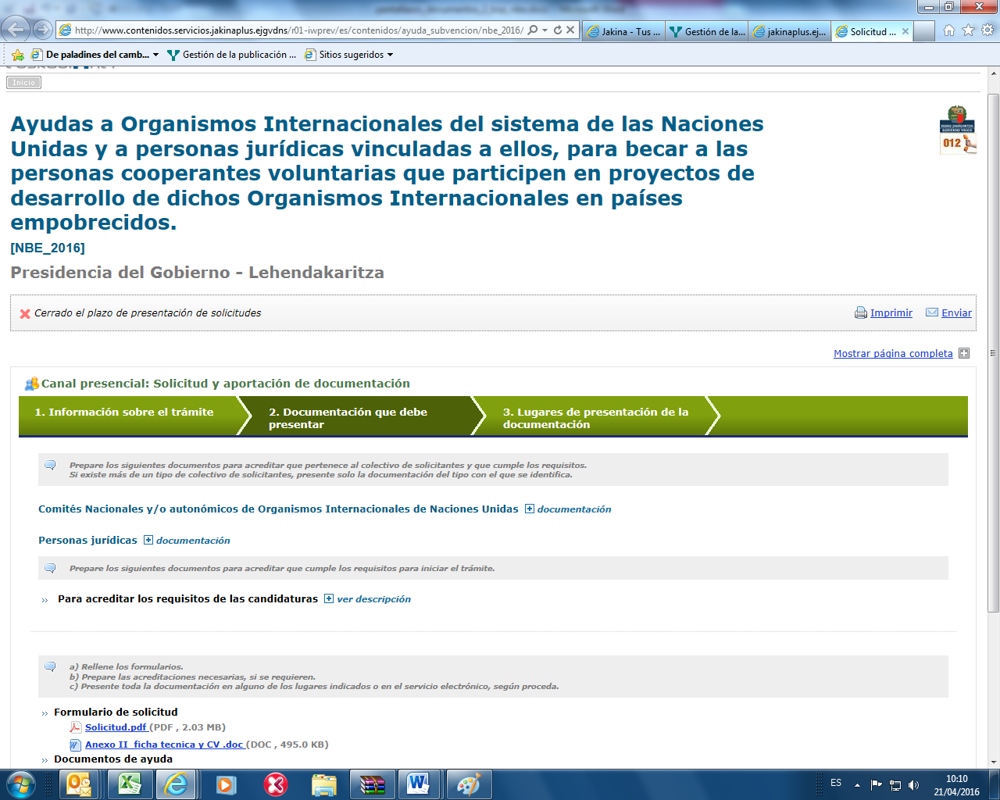 http://www.contenidos.servicios.jakinaplus.ejgvdns/r01-iwprev/es/contenidos/ayuda_subvencion/nbe_2016/
Jakina - Tus ...
Gestión de la...
jakinaplus.ej...
Solicitud ...
De paladines del camb...
Gestión de la publicación ...
Sitios sugeridos
Inicio
Ayudas a Organismos Internacionales del sistema de las Naciones
Unidas y a personas jurídicas vinculadas a ellos, para becar a las
personas cooperantes voluntarias que participen en proyectos de
desarrollo de dichos Organismos Internacionales en países
empobrecidos.
EUSKO JAURLARITZA
GOBIERNO VASCO
012
[NBE_2016]
Presidencia del Gobierno - Lehendakaritza
Cerrado el plazo de presentación de solicitudes
Imprimir
Enviar
Mostrar página completa
Canal presencial: Solicitud y aportación de documentación
1. Información sobre el trámite
2. Documentación que debe
presentar
3. Lugares de presentación de la
documentación
Prepare los siguientes documentos para acreditar que pertenece al colectivo de solicitantes y que cumple los requisitos.
Si existe más de un tipo de colectivo de solicitantes, presente solo la documentación del tipo con el que se identifica.
Comités Nacionales y/o autonómicos de Organismos Internacionales de Naciones Unidas documentación
Personas jurídicas documentación
Prepare los siguientes documentos para acreditar que cumple los requisitos para iniciar el trámite.
Para acreditar los requisitos de las candidaturas ver descripción
a) Rellene los formularios.
b) Prepare las acreditaciones necesarias, si se requieren.
c) Presente toda la documentación en alguno de los lugares indicados o en el servicio electrónico, según proceda.
Formulario de solicitud
Solicitud.pdf (PDF , 2.03 MB)
Anexo II ficha tecnica y CV .doc (DOC , 495.0 KB)
Documentos de ayuda
ES
10:10
21/04/2016